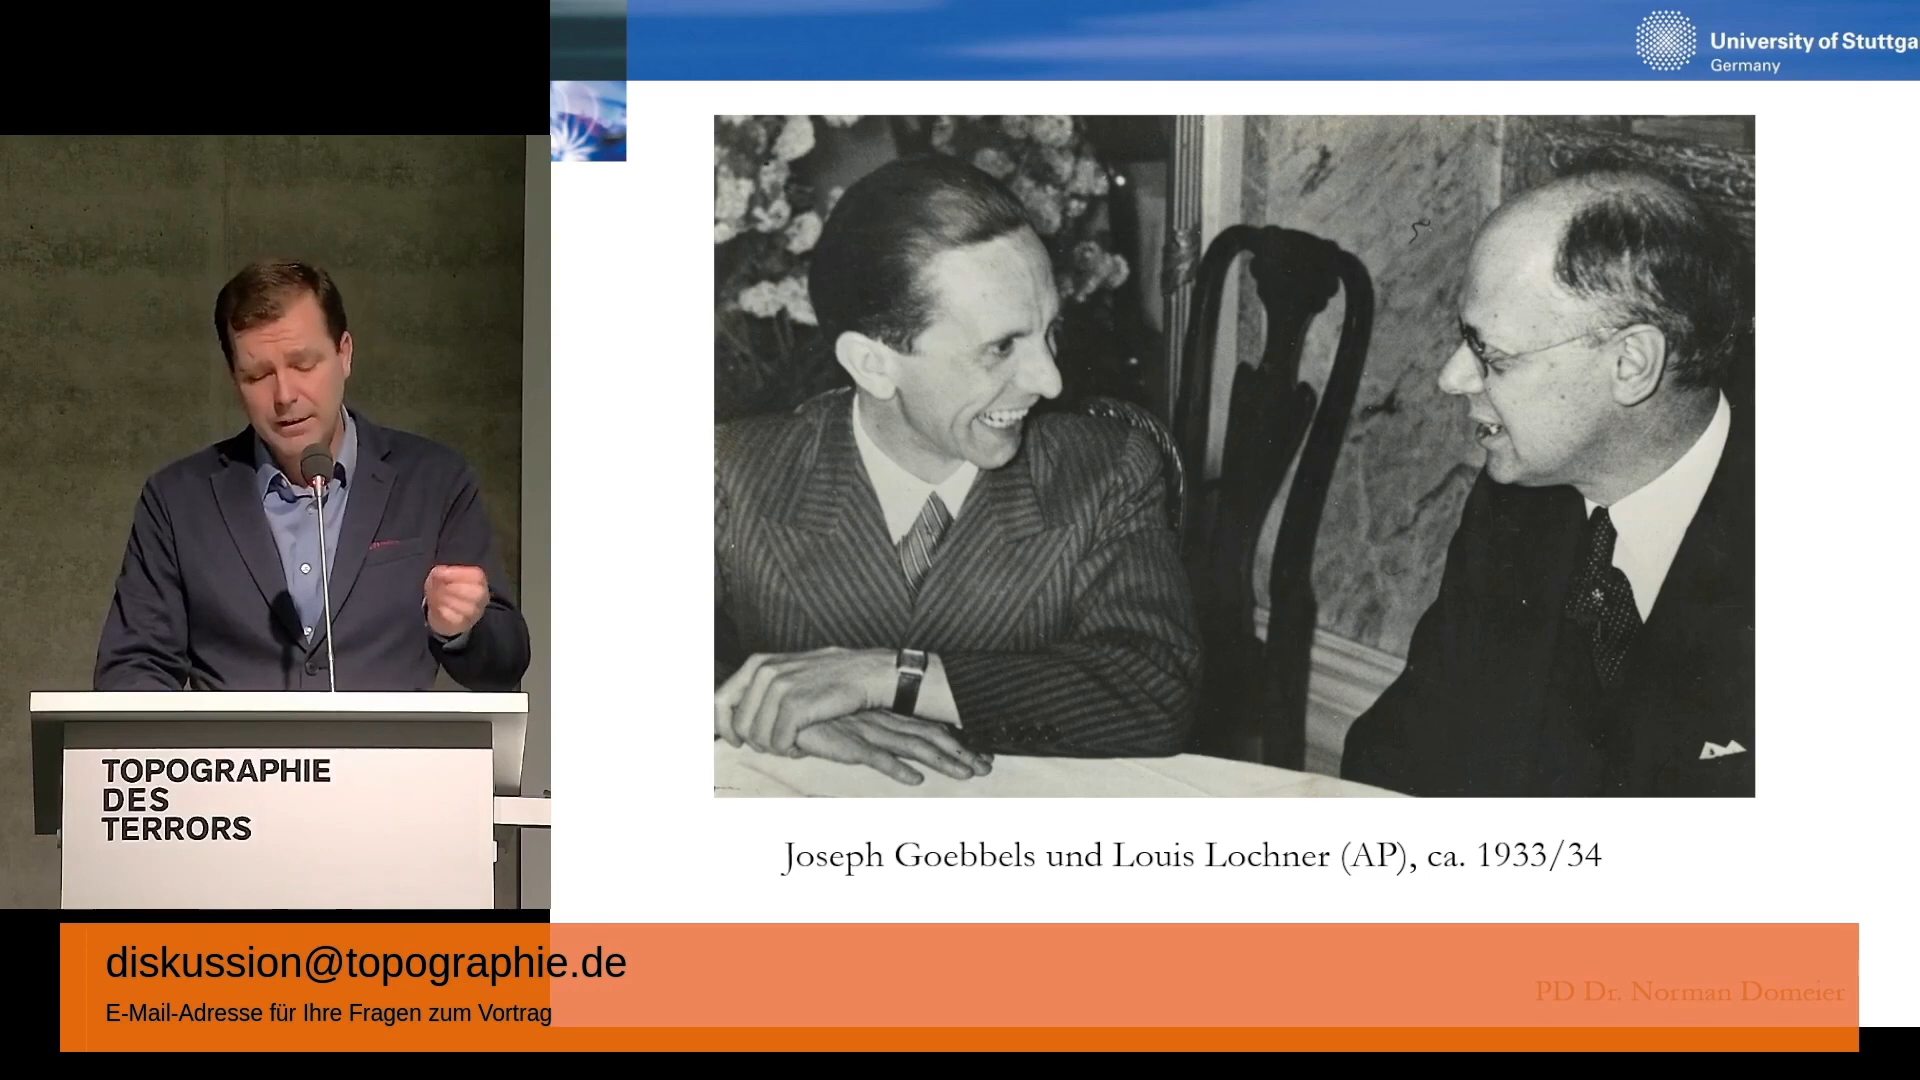 University of Stuttga
Germany
TOPOGRAPHIE
DES
TERRORS
Joseph Goebbels und Louis Lochner (AP), ca. 1933/34
diskussion@topographie.de
E-Mail-Adresse für Ihre Fragen zum Vortrag
PD Dr. Norman Domeier